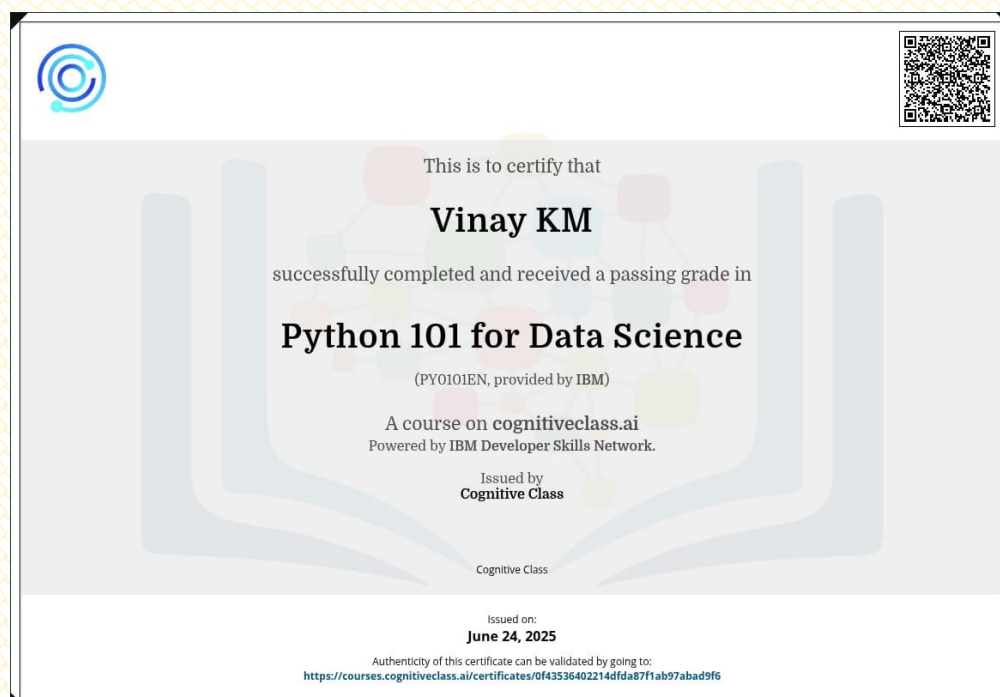 This is to certify that
Vinay KM
successfully completed and received a passing grade in
Python 101 for Data Science
(PY0101EN, provided by IBM)
A course on cognitiveclass.ai
Powered by IBM Developer Skills Network.
Issued by
Cognitive Class
Cognitive Class
Issued on:
June 24, 2025
Authenticity of this certificate can be validated by going to:
https://courses.cognitiveclass.ai/certificates/0f43536402214dfda87f1ab97abad9f6